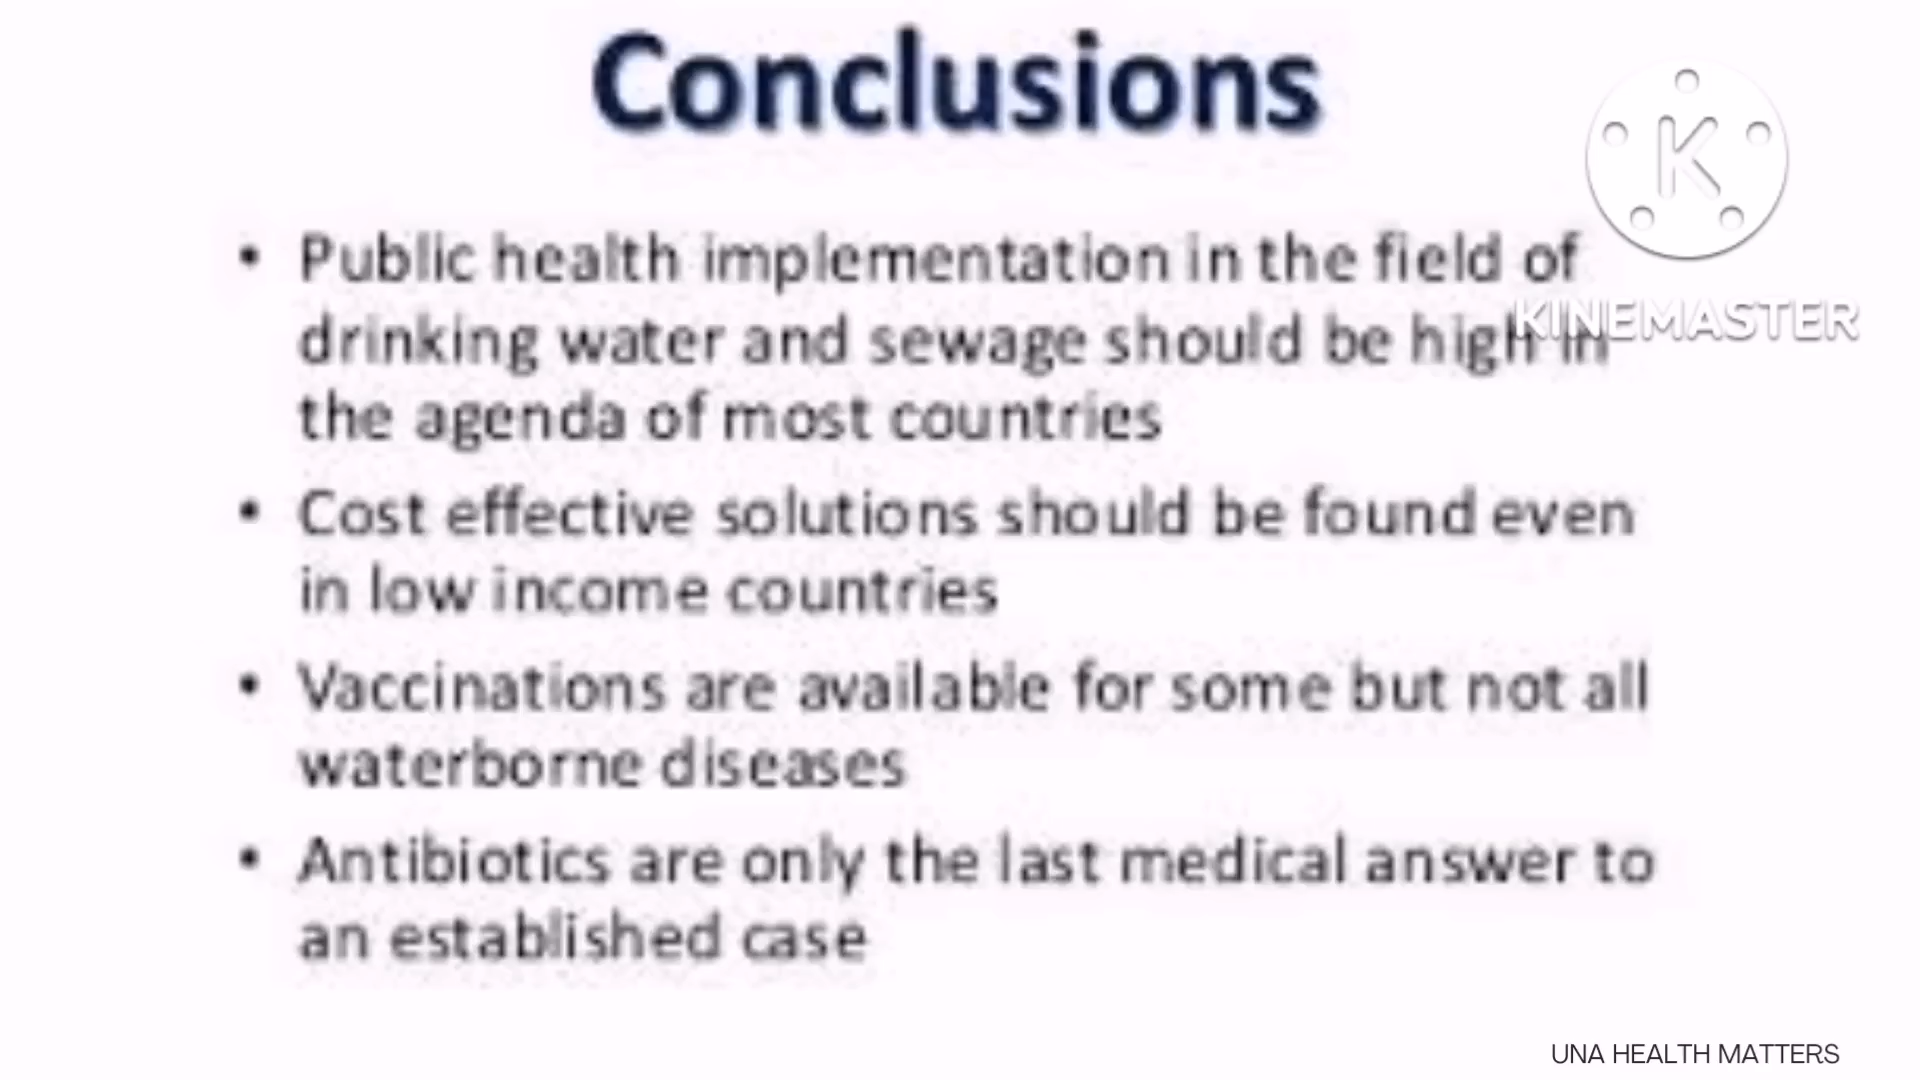 Conclusions
• Public health implementation in the field of
drinking water and sewage should be high in
the agenda of most countries
• Cost effective solutions should be found even
in low income countries
• Vaccinations are available for some but not all
waterborne diseases
• Antibiotics are only the last medical answer to
an established case
K
KINEMASTER
UNA HEALTH MATTERS